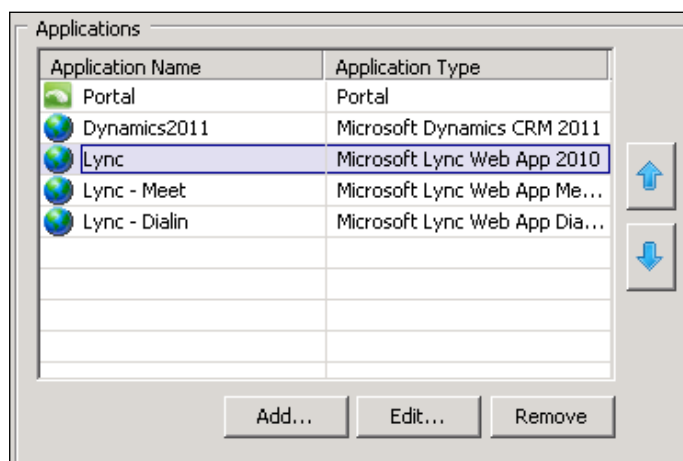 Applications
Application Name Application Type
Portal Portal
Dynamics2011 Microsoft Dynamics CRM 2011
Lync Microsoft Lync Web App 2010
Lync - Meet Microsoft Lync Web App Me...
Lync - Dialin Microsoft Lync Web App Dia...
Add... Edit... Remove